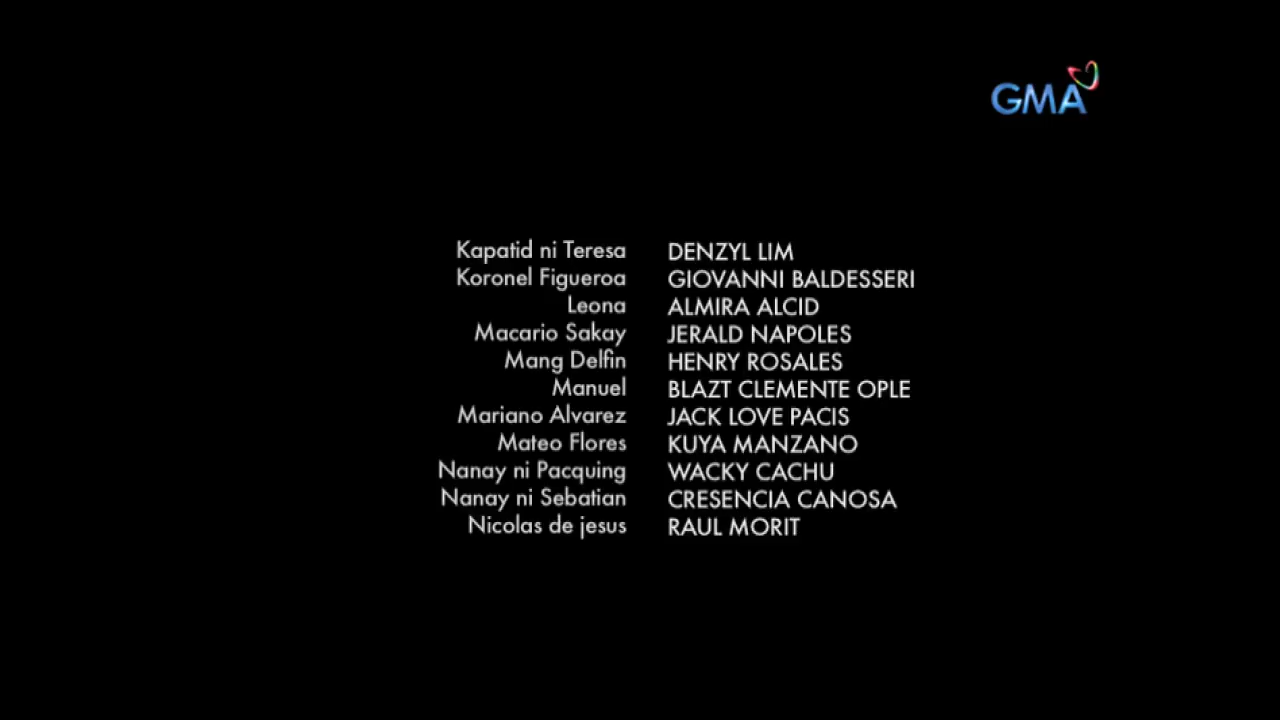 GMA
Kapatid ni Teresa DENZYL LIM
Koronel Figueroa GIOVANNI BALDESSERI
Leona ALMIRA ALCID
Macario Sakay JERALD NAPOLES
Mang Delfin HENRY ROSALES
Manuel BLAZT CLEMENTE OPLE
Mariano Alvarez JACK LOVE PACIS
Mateo Flores KUYA MANZANO
Nanay ni Pacquing WACKY CACHU
Nanay ni Sebatian CRESENCIA CANOSA
Nicolas de jesus RAUL MORIT